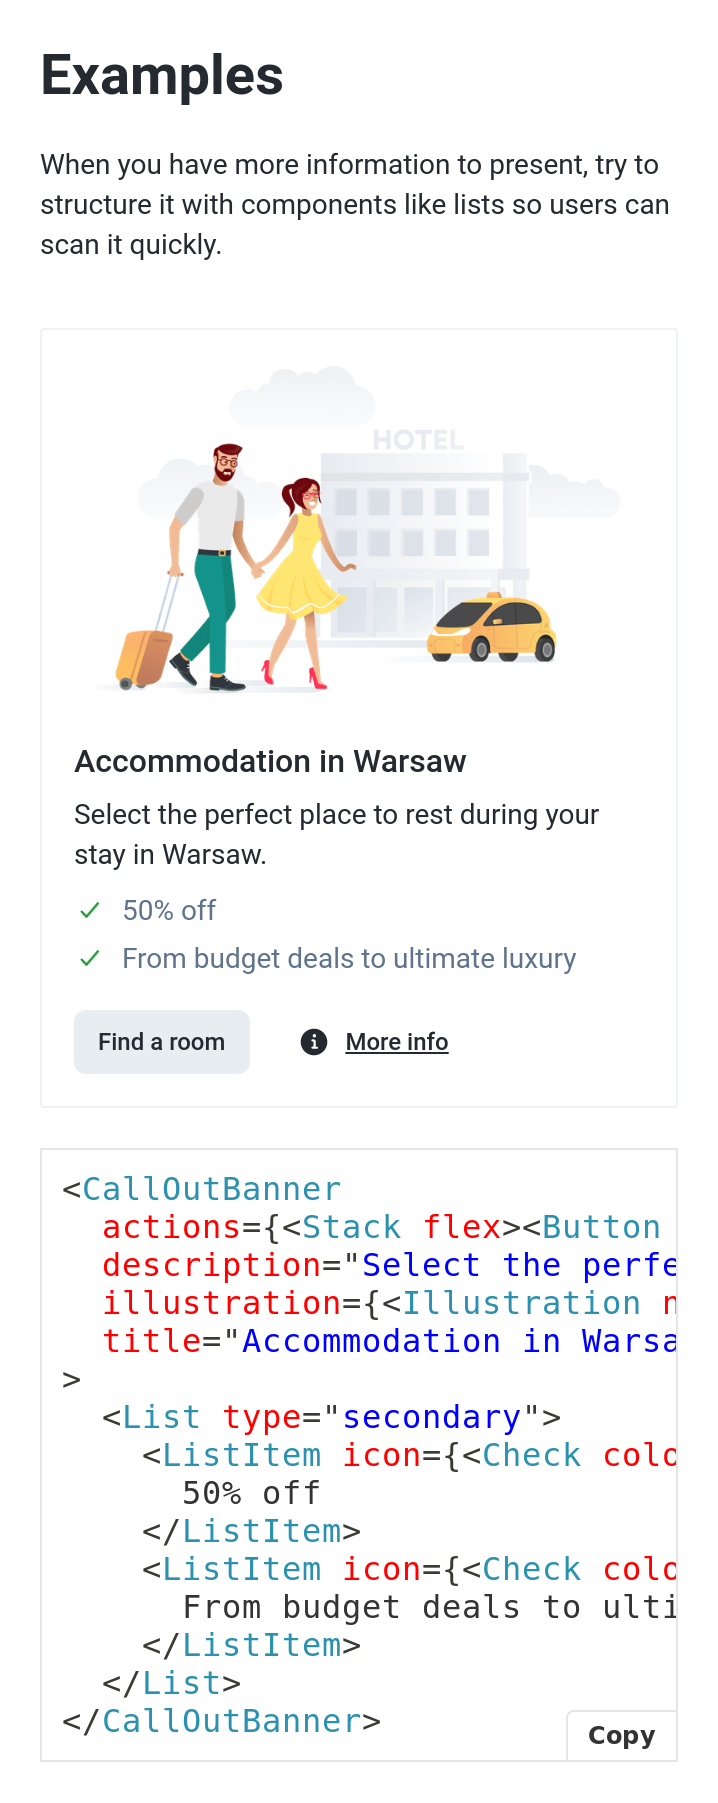 Examples
When you have more information to present, try to
structure it with components like lists so users can
scan it quickly.
HOTEL
Accommodation in Warsaw
Select the perfect place to rest during your
stay in Warsaw.
50% off
From budget deals to ultimate luxury
Find a room
More info
<CallOutBanner
  actions={<Stack flex><Button
  description="Select the perfe
  illustration={<Illustration n
  title="Accommodation in Warsa
>
  <List type="secondary">
    <ListItem icon={<Check colo
      50% off
    </ListItem>
    <ListItem icon={<Check colo
      From budget deals to ulti
    </ListItem>
  </List>
</CallOutBanner>
Copy